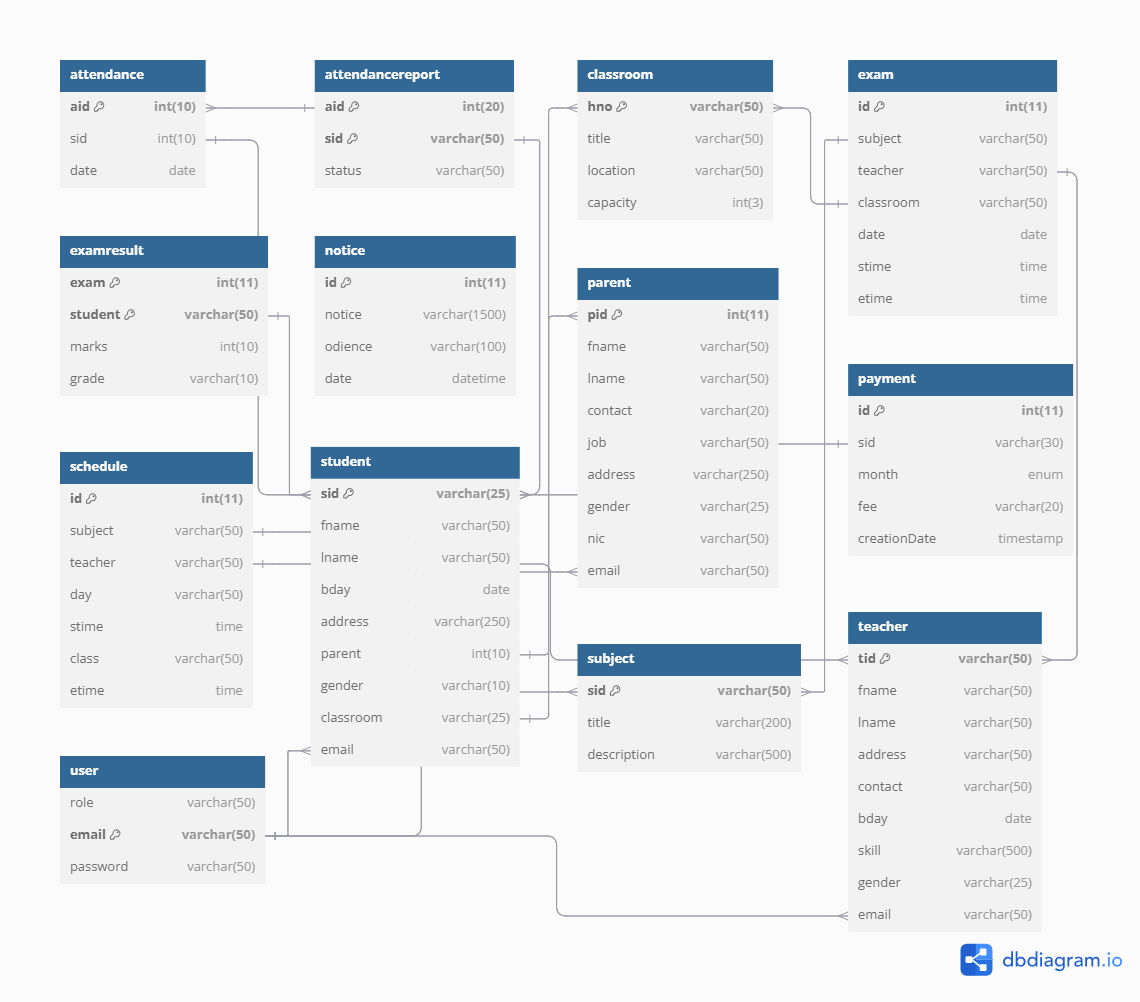 attendance
aid int(10)
sid int(10)
date date
attendancereport
aid int(20)
sid varchar(50)
status varchar(50)
classroom
hno varchar(50)
title varchar(50)
location varchar(50)
capacity int(3)
exam
id int(11)
subject varchar(50)
teacher varchar(50)
classroom varchar(50)
date date
stime time
etime time
examresult
exam int(11)
student varchar(50)
marks int(10)
grade varchar(10)
notice
id int(11)
notice varchar(1500)
odience varchar(100)
date datetime
parent
pid int(11)
fname varchar(50)
lname varchar(50)
contact varchar(20)
job varchar(50)
address varchar(250)
gender varchar(25)
nic varchar(50)
email varchar(50)
payment
id int(11)
sid varchar(30)
month enum
fee varchar(20)
creationDate timestamp
schedule
id int(11)
subject varchar(50)
teacher varchar(50)
day varchar(50)
stime time
class varchar(50)
etime time
student
sid varchar(25)
fname varchar(50)
lname varchar(50)
bday date
address varchar(250)
parent int(10)
gender varchar(10)
classroom varchar(25)
email varchar(50)
subject
sid varchar(50)
title varchar(200)
description varchar(500)
teacher
tid varchar(50)
fname varchar(50)
lname varchar(50)
address varchar(50)
contact varchar(50)
bday date
skill varchar(500)
gender varchar(25)
email varchar(50)
user
role varchar(50)
email varchar(50)
password varchar(50)
dbdiagram.io